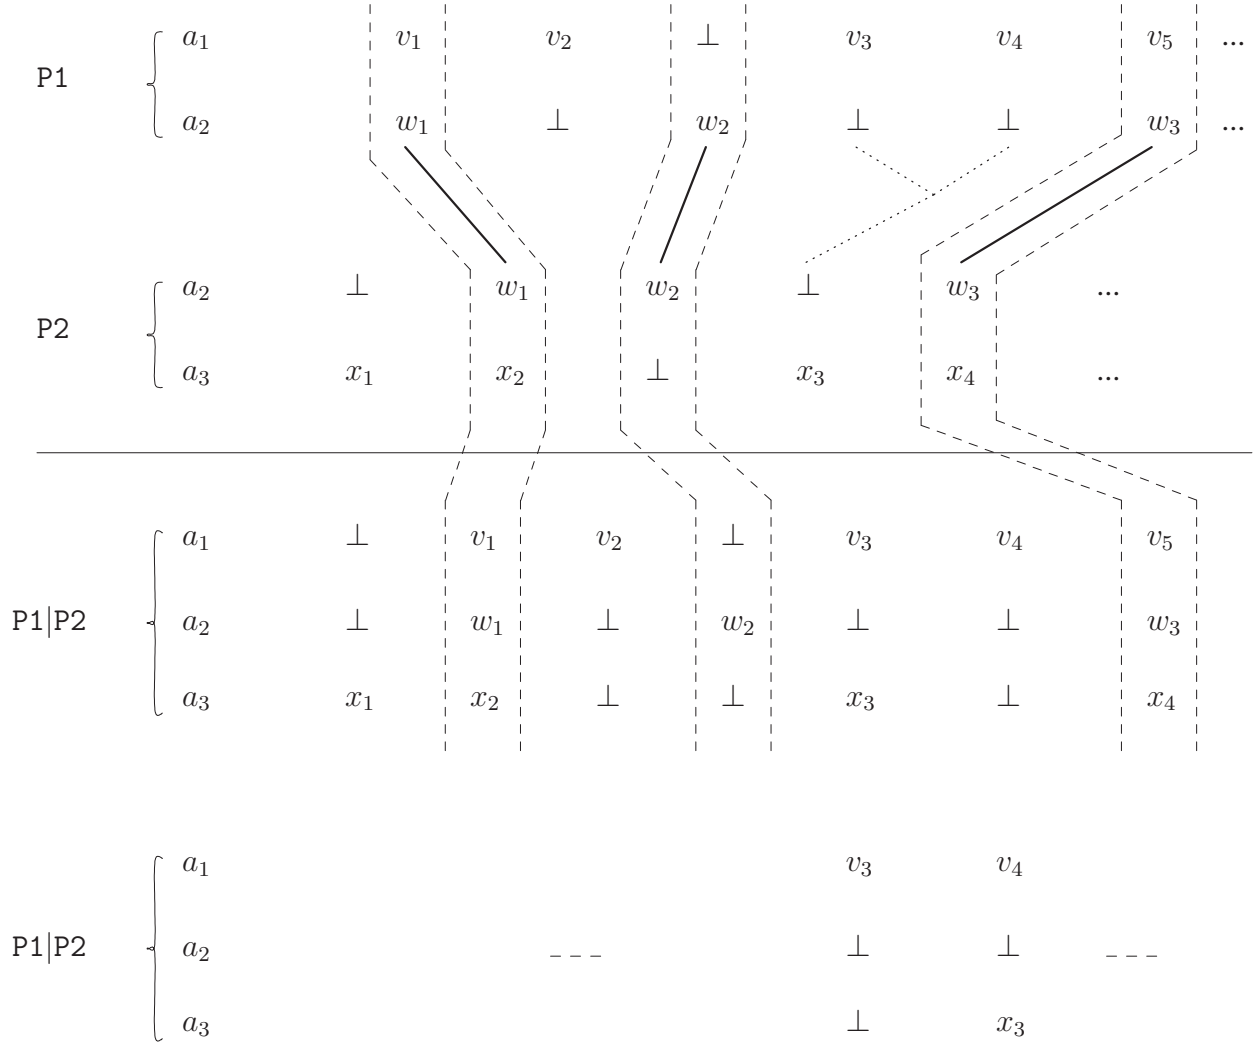 a₁ v₁ v₂ ⊥ v₃ v₄ v₅ ...
P1
a₂ w₁ ⊥ w₂ ⊥ ⊥ w₃ ...
a₂ ⊥ w₁ w₂ ⊥ w₃ ...
P2
a₃ x₁ x₂ ⊥ x₃ x₄ ...
a₁ ⊥ v₁ v₂ ⊥ v₃ v₄ v₅
P1|P2 a₂ ⊥ w₁ ⊥ w₂ ⊥ ⊥ w₃
a₃ x₁ x₂ ⊥ ⊥ x₃ ⊥ x₄
a₁ v₃ v₄
P1|P2 a₂ ⊥ ⊥
a₃ ⊥ x₃